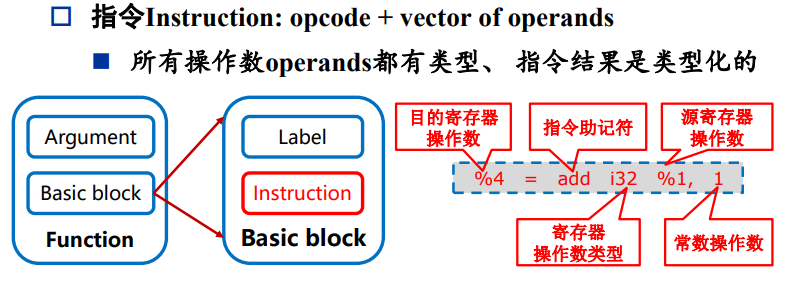 指令Instruction: opcode + vector of operands
所有操作数operands都有类型、 指令结果是类型化的
Argument
Basic block
Function
Label
Instruction
Basic block
目的寄存器
操作数
指令助记符
源寄存器
操作数
%4 = add i32 %1, 1
寄存器
操作数类型
常数操作数